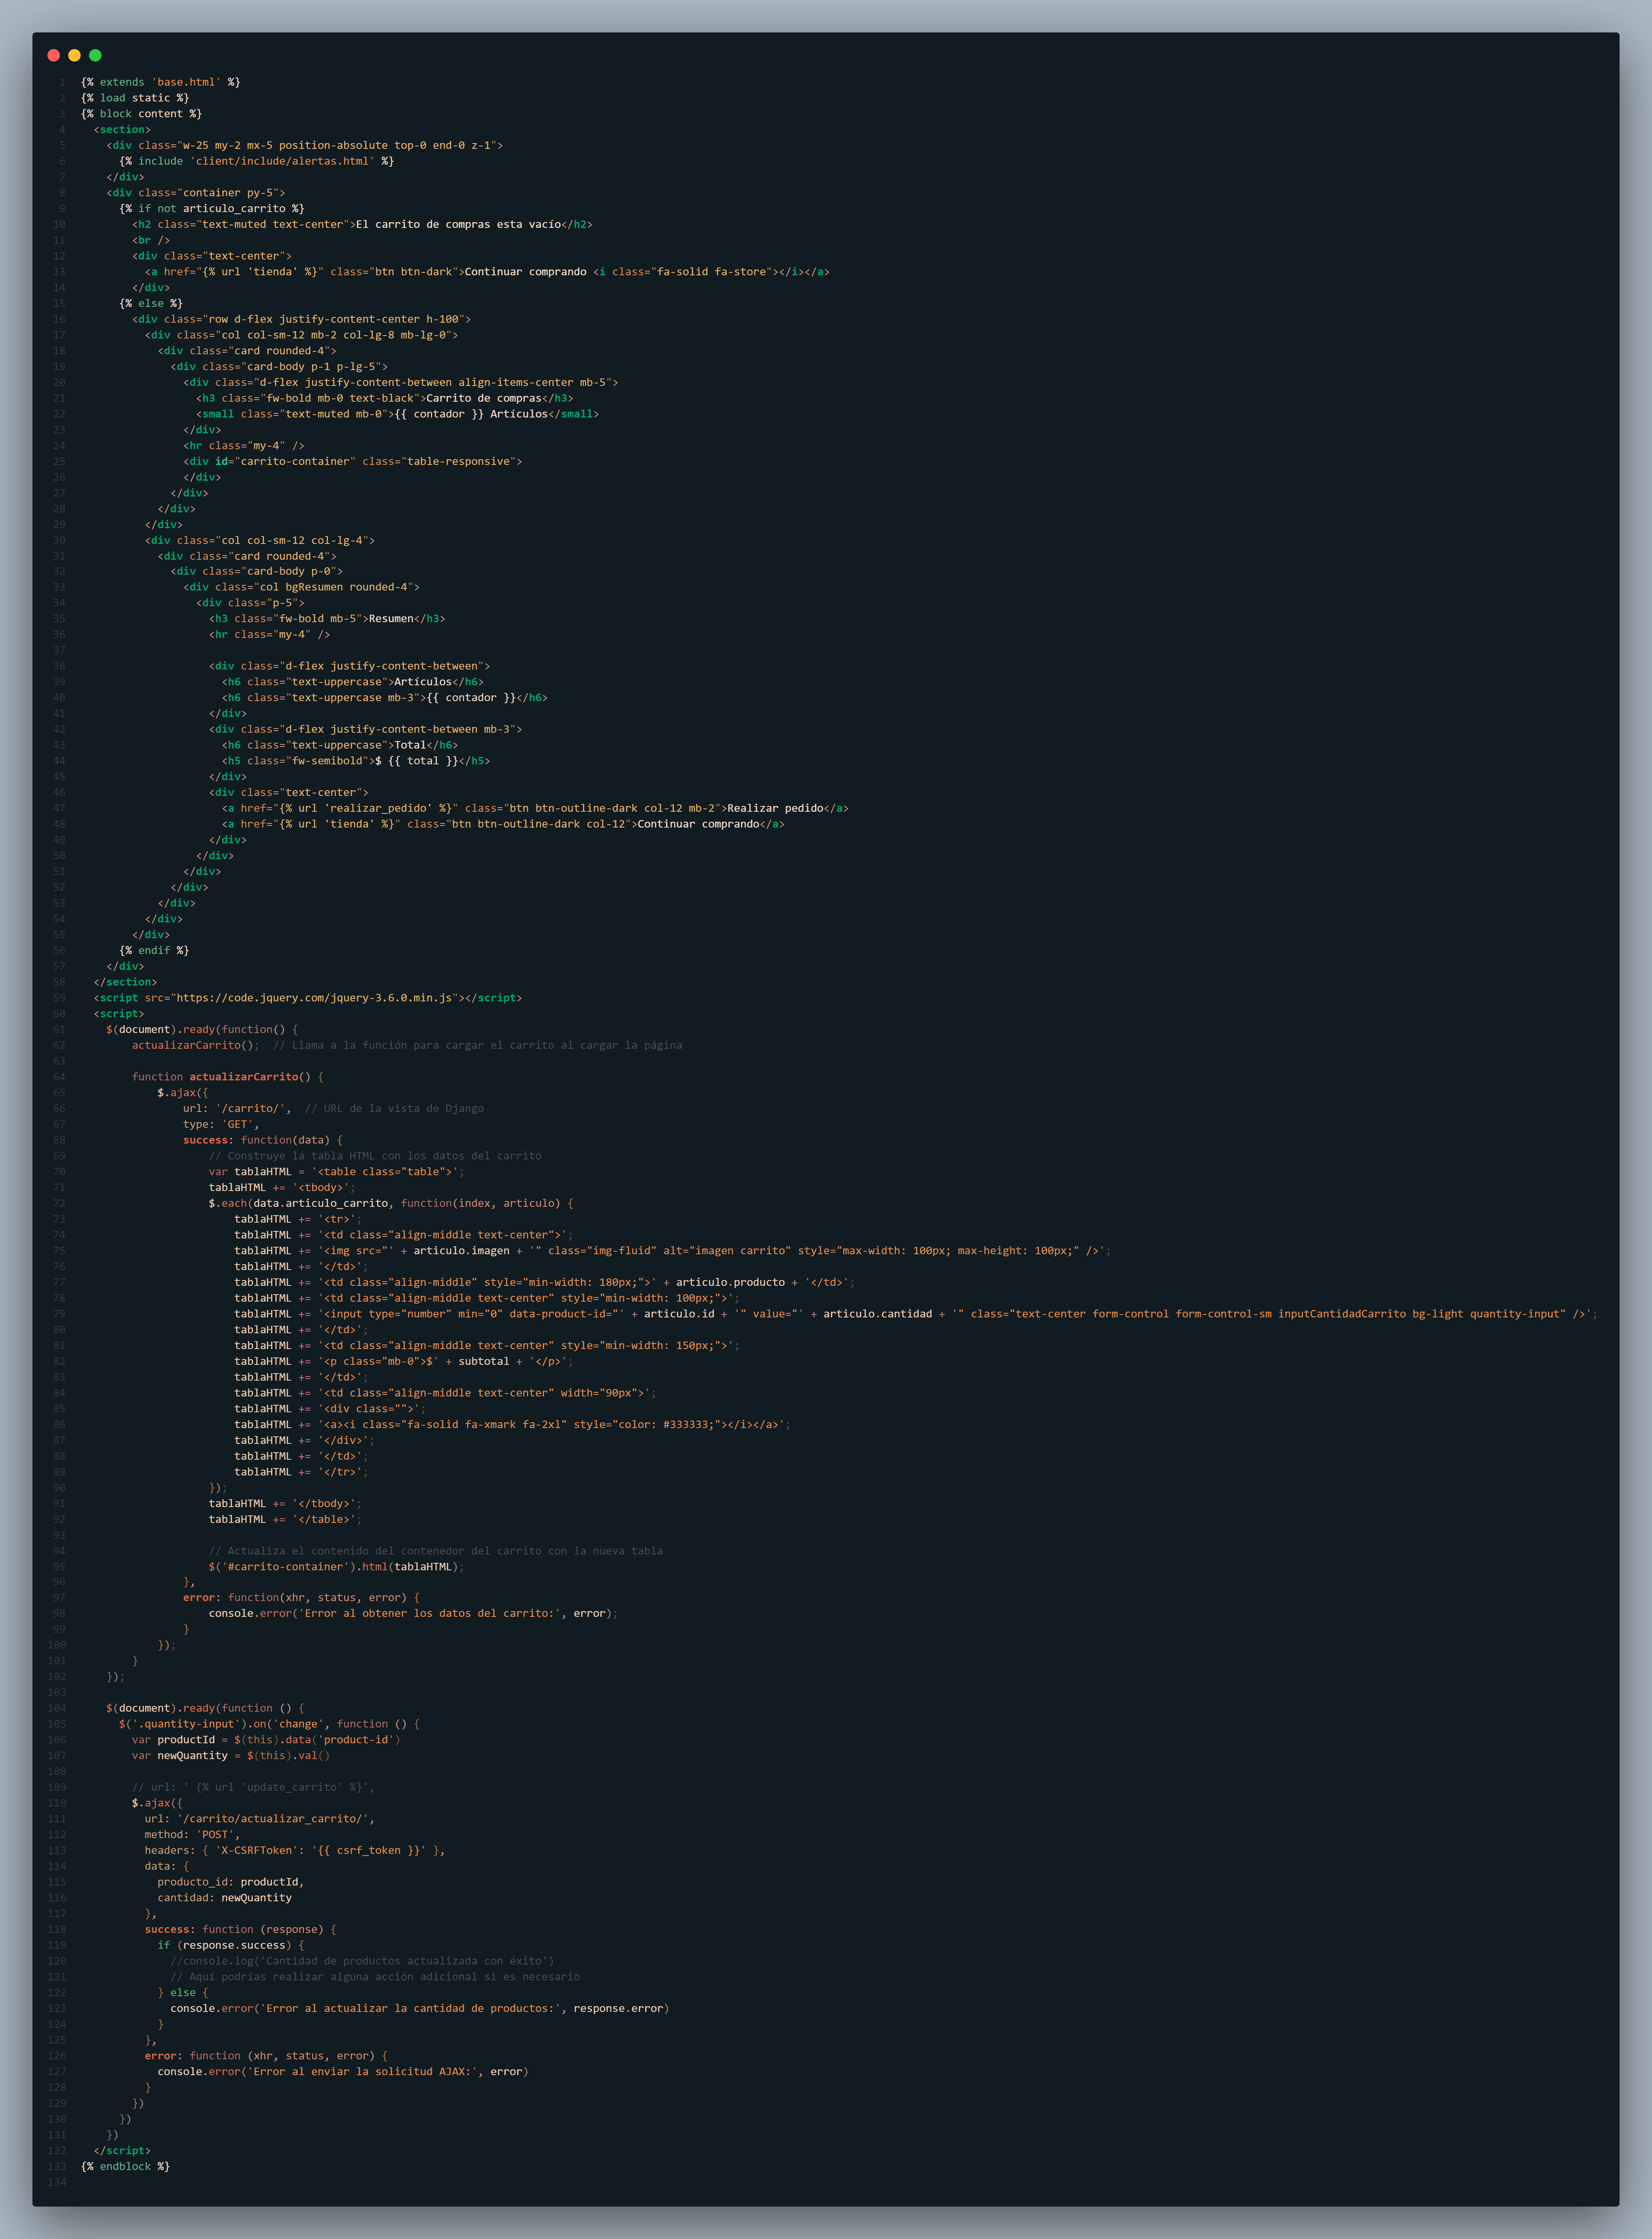 1 {% extends 'base.html' %}
2 {% load static %}
3 {% block content %}
4   <section>
5     <div class="w-25 my-2 mx-5 position-absolute top-0 end-0 z-1">
6       {% include 'client/include/alertas.html' %}
7     </div>
8     <div class="container py-5">
9       {% if not articulo_carrito %}
10         <h2 class="text-muted text-center">El carrito de compras esta vacío</h2>
11         <br />
12         <div class="text-center">
13           <a href="{% url 'tienda' %}" class="btn btn-dark">Continuar comprando <i class="fa-solid fa-store"></i></a>
14         </div>
15       {% else %}
16         <div class="row d-flex justify-content-center h-100">
17           <div class="col col-sm-12 mb-2 col-lg-8 mb-lg-0">
18             <div class="card rounded-4">
19               <div class="card-body p-1 p-lg-5">
20                 <div class="d-flex justify-content-between align-items-center mb-5">
21                   <h3 class="fw-bold mb-0 text-black">Carrito de compras</h3>
22                   <small class="text-muted mb-0">{{ contador }} Artículos</small>
23                 </div>
24                 <hr class="my-4" />
25                 <div id="carrito-container" class="table-responsive">
26                 </div>
27               </div>
28             </div>
29           </div>
30           <div class="col col-sm-12 col-lg-4">
31             <div class="card rounded-4">
32               <div class="card-body p-0">
33                 <div class="col bgResumen rounded-4">
34                   <div class="p-5">
35                     <h3 class="fw-bold mb-5">Resumen</h3>
36                     <hr class="my-4" />
37
38                     <div class="d-flex justify-content-between">
39                       <h6 class="text-uppercase">Artículos</h6>
40                       <h6 class="text-uppercase mb-3">{{ contador }}</h6>
41                     </div>
42                     <div class="d-flex justify-content-between mb-3">
43                       <h6 class="text-uppercase">Total</h6>
44                       <h5 class="fw-semibold">$ {{ total }}</h5>
45                     </div>
46                     <div class="text-center">
47                       <a href="{% url 'realizar_pedido' %}" class="btn btn-outline-dark col-12 mb-2">Realizar pedido</a>
48                       <a href="{% url 'tienda' %}" class="btn btn-outline-dark col-12">Continuar comprando</a>
49                     </div>
50                   </div>
51                 </div>
52               </div>
53             </div>
54           </div>
55         </div>
56       {% endif %}
57     </div>
58   </section>
59   <script src="https://code.jquery.com/jquery-3.6.0.min.js"></script>
60   <script>
61     $(document).ready(function() {
62         actualizarCarrito();  // Llama a la función para cargar el carrito al cargar la página
63
64         function actualizarCarrito() {
65             $.ajax({
66                 url: '/carrito/',  // URL de la vista de Django
67                 type: 'GET',
68                 success: function(data) {
69                     // Construye la tabla HTML con los datos del carrito
70                     var tablaHTML = '<table class="table">';
71                     tablaHTML += '<tbody>';
72                     $.each(data.articulo_carrito, function(index, articulo) {
73                         tablaHTML += '<tr>';
74                         tablaHTML += '<td class="align-middle text-center">';
75                         tablaHTML += '<img src="' + articulo.imagen + '" class="img-fluid" alt="imagen carrito" style="max-width: 100px; max-height: 100px;" />';
76                         tablaHTML += '</td>';
77                         tablaHTML += '<td class="align-middle" style="min-width: 180px;">' + articulo.producto + '</td>';
78                         tablaHTML += '<td class="align-middle text-center" style="min-width: 100px;">';
79                         tablaHTML += '<input type="number" min="0" data-product-id="' + articulo.id + '" value="' + articulo.cantidad + '" class="text-center form-control form-control-sm inputCantidadCarrito bg-light quantity-input" />';
80                         tablaHTML += '</td>';
81                         tablaHTML += '<td class="align-middle text-center" style="min-width: 150px;">';
82                         tablaHTML += '<p class="mb-0">$' + subtotal + '</p>';
83                         tablaHTML += '</td>';
84                         tablaHTML += '<td class="align-middle text-center" width="90px">';
85                         tablaHTML += '<div class="">';
86                         tablaHTML += '<a><i class="fa-solid fa-xmark fa-2xl" style="color: #333333;"></i></a>';
87                         tablaHTML += '</div>';
88                         tablaHTML += '</td>';
89                         tablaHTML += '</tr>';
90                     });
91                     tablaHTML += '</tbody>';
92                     tablaHTML += '</table>';
93
94                     // Actualiza el contenido del contenedor del carrito con la nueva tabla
95                     $('#carrito-container').html(tablaHTML);
96                 },
97                 error: function(xhr, status, error) {
98                     console.error('Error al obtener los datos del carrito:', error);
99                 }
100             });
101         }
102     });
103
104     $(document).ready(function () {
105       $('.quantity-input').on('change', function () {
106         var productId = $(this).data('product-id')
107         var newQuantity = $(this).val()
108
109         // url: ' {% url 'update_carrito' %}',
110         $.ajax({
111           url: '/carrito/actualizar_carrito/',
112           method: 'POST',
113           headers: { 'X-CSRFToken': '{{ csrf_token }}' },
114           data: {
115             producto_id: productId,
116             cantidad: newQuantity
117           },
118           success: function (response) {
119             if (response.success) {
120               //console.log('Cantidad de productos actualizada con éxito')
121               // Aquí podrías realizar alguna acción adicional si es necesario
122             } else {
123               console.error('Error al actualizar la cantidad de productos:', response.error)
124             }
125           },
126           error: function (xhr, status, error) {
127             console.error('Error al enviar la solicitud AJAX:', error)
128           }
129         })
130       })
131     })
132   </script>
133 {% endblock %}
134